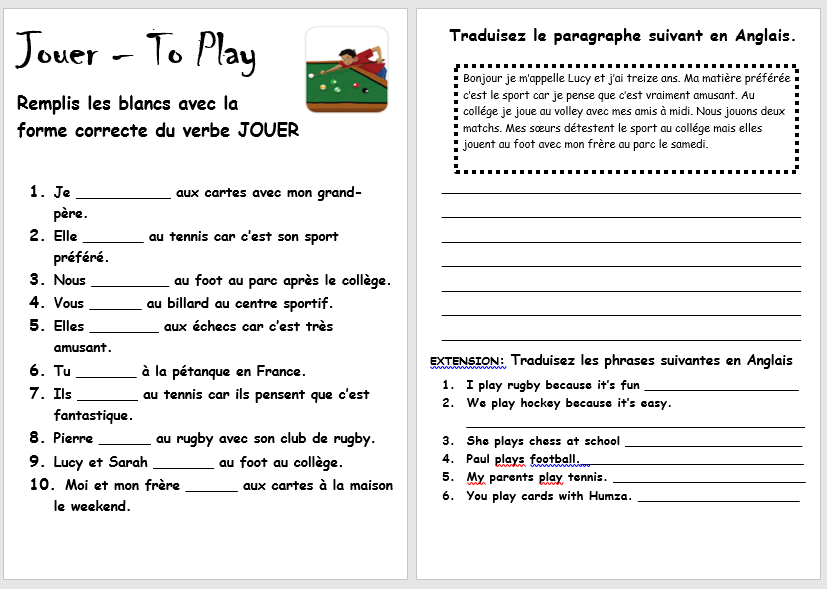 Jouer – To Play
Remplis les blancs avec la
forme correcte du verbe JOUER
1. Je ___________ aux cartes avec mon grand-
père.
2. Elle _______ au tennis car c'est son sport
préféré.
3. Nous _________ au foot au parc après le collège.
4. Vous ______ au billard au centre sportif.
5. Elles ________ aux échecs car c'est très
amusant.
6. Tu _______ à la pétanque en France.
7. Ils _______ au tennis car ils pensent que c'est
fantastique.
8. Pierre ______ au rugby avec son club de rugby.
9. Lucy et Sarah _______ au foot au collège.
10. Moi et mon frère ______ aux cartes à la maison
le weekend.
Traduisez le paragraphe suivant en Anglais.
Bonjour je m'appelle Lucy et j'ai treize ans. Ma matière préférée
c'est le sport car je pense que c'est vraiment amusant. Au
collége je joue au volley avec mes amis à midi. Nous jouons deux
matchs. Mes sœurs détestent le sport au collége mais elles
jouent au foot avec mon frère au parc le samedi.
EXTENSION: Traduisez les phrases suivantes en Anglais
1. I play rugby because it's fun ____________________
2. We play hockey because it's easy.
____________________
3. She plays chess at school ____________________
4. Paul plays football. ____________________
5. My parents play tennis. ____________________
6. You play cards with Humza. ____________________